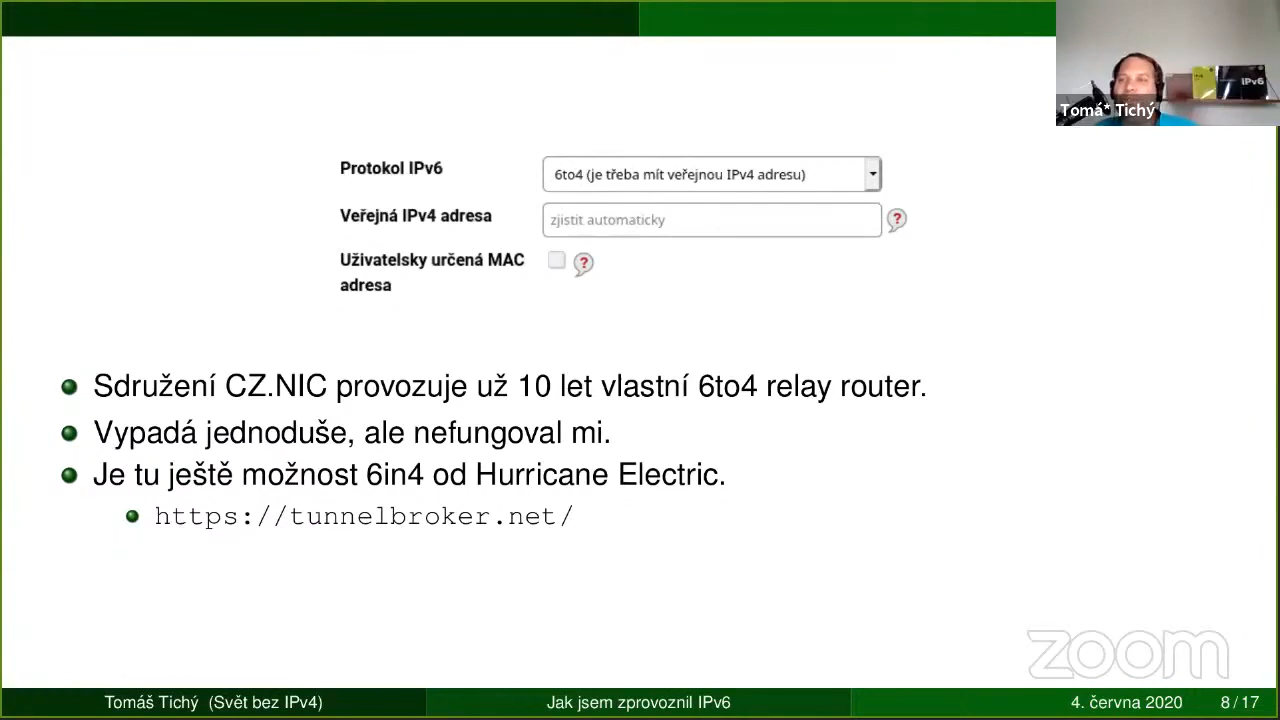 IPv6
Tomá* Tichý
Protokol IPv6
6to4 (je třeba mít veřejnou IPv4 adresu)
Veřejná IPv4 adresa
zjistit automaticky
?
Uživatelsky určená MAC
adresa
?
Sdružení CZ.NIC provozuje už 10 let vlastní 6to4 relay router.
Vypadá jednoduše, ale nefungoval mi.
Je tu ještě možnost 6in4 od Hurricane Electric.
https://tunnelbroker.net/
zoom
Tomáš Tichý (Svět bez IPv4)
Jak jsem zprovoznil IPv6
4. června 2020
8 / 17